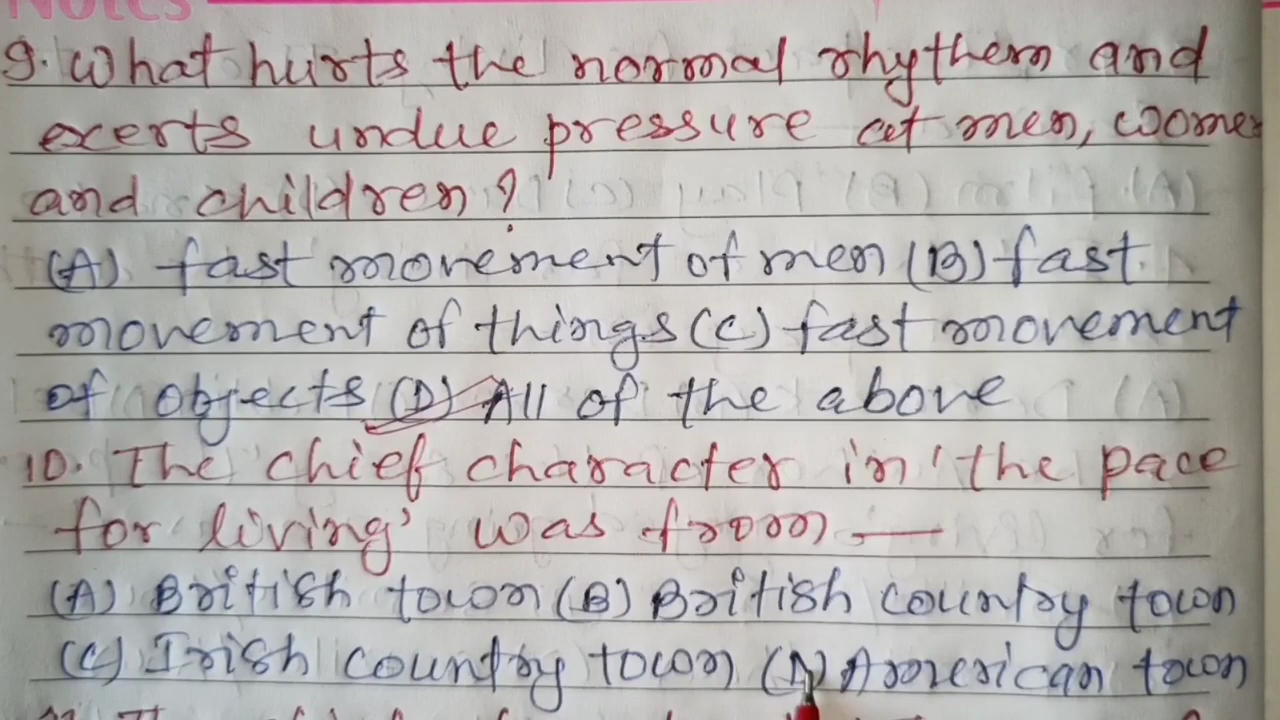 Notes
9. What hurts the normal rhythem and
exerts undue pressure at men, women
and children?
(A) fast movement of men (B) fast
movement of things (C) fast movement
of objects (D) All of the above
10. The chief character in 'the pace
for living' was from —
(A) British town (B) British country town
(C) Irish country town (D) American town